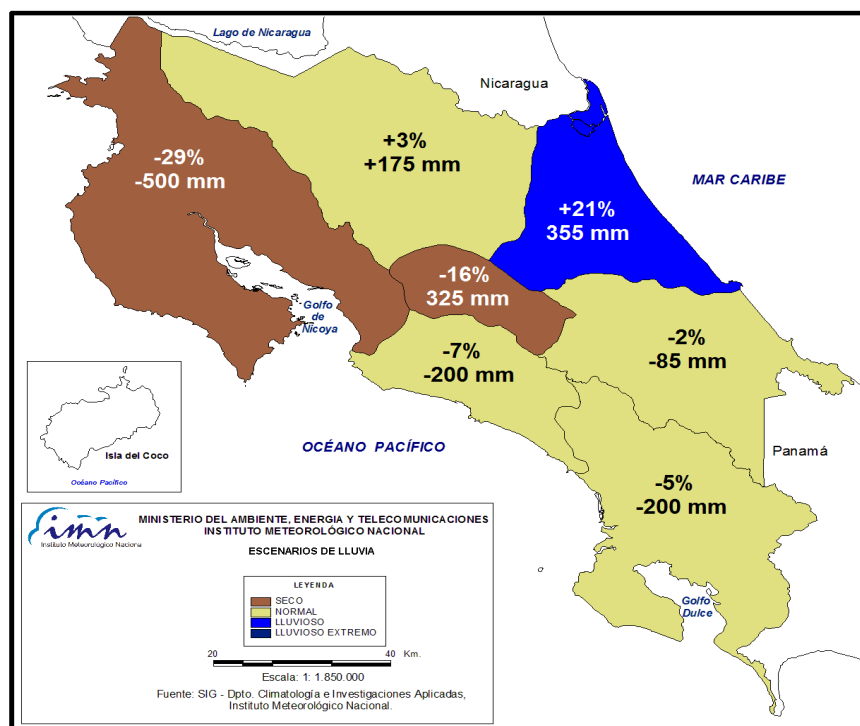 Lago de Nicaragua
Nicaragua
+3%
+175 mm
-29%
-500 mm
MAR CARIBE
+21%
355 mm
-16%
325 mm
Golfo
de
Nicoya
-2%
-85 mm
-7%
-200 mm
Isla del Coco
Océano Pacífico
OCÉANO PACÍFICO
Panamá
-5%
-200 mm
Golfo
Dulce
imn
Instituto Meteorológico Nacional
MINISTERIO DEL AMBIENTE, ENERGIA Y TELECOMUNICACIONES
INSTITUTO METEOROLÓGICO NACIONAL
ESCENARIOS DE LLUVIA
LEYENDA
SECO
NORMAL
LLUVIOSO
LLUVIOSO EXTREMO
20 0 40 Km.
Escala: 1: 1.850.000
Fuente: SIG - Dpto. Climatología e Investigaciones Aplicadas,
Instituto Meteorológico Nacional.